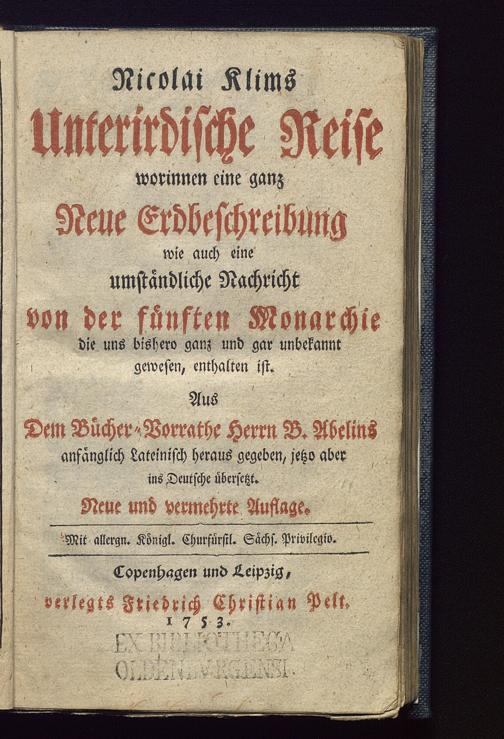 Nicolai Klims
Unterirdische Reise
worinnen eine ganz
Neue Erdbeschreibung
wie auch eine
umständliche Nachricht
von der fünften Monarchie
die uns bishero ganz und gar unbekannt
gewesen, enthalten ist.
Aus
Dem Bücher-Vorrathe Herrn B. Abelins
anfänglich Lateinisch heraus gegeben, jetzo aber
ins Deutsche übersetzt.
Neue und vermehrte Auflage.
Mit allergn. Königl. Churfürstl. Sächs. Privilegio.
Copenhagen und Leipzig,
verlegts Friedrich Christian Pelt.
1753.
EX BIBLIOTHECA
OLDENBURGENSI.